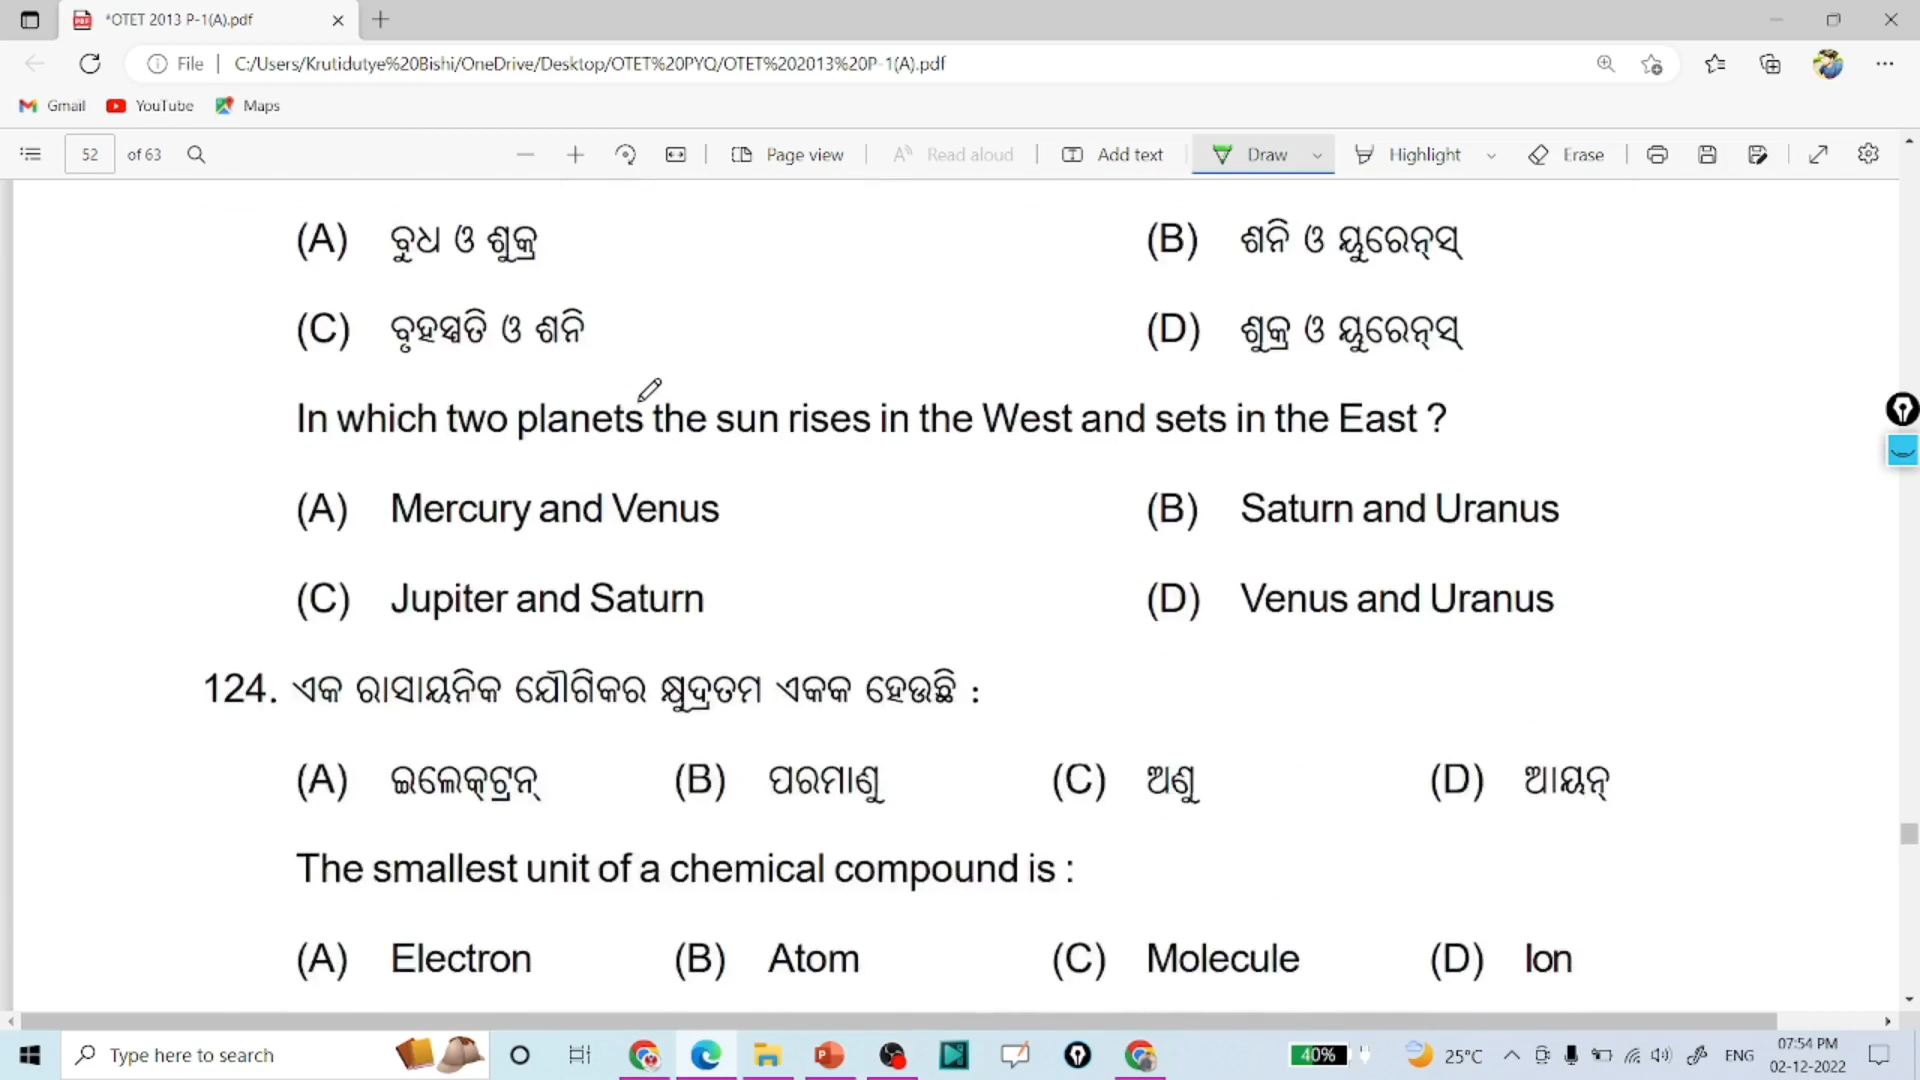 *OTET 2013 P-1(A).pdf
File C:/Users/Krutidutye%20Bishi/OneDrive/Desktop/OTET%20PYQ/OTET%202013%20P-1(A).pdf
Gmail YouTube Maps
52 of 63 Page view Read aloud Add text Draw Highlight Erase
(A) ବୁଧ ଓ ଶୁକ୍ର (B) ଶନି ଓ ୟୁରେନ୍‌ସ୍
(C) ବୃହସ୍ପତି ଓ ଶନି (D) ଶୁକ୍ର ଓ ୟୁରେନ୍‌ସ୍
In which two planets the sun rises in the West and sets in the East ?
(A) Mercury and Venus (B) Saturn and Uranus
(C) Jupiter and Saturn (D) Venus and Uranus
124. ଏକ ରାସାୟନିକ ଯୌଗିକର କ୍ଷୁଦ୍ରତମ ଏକକ ହେଉଛି :
(A) ଇଲେକ୍‌ଟ୍ରନ୍ (B) ପରମାଣୁ (C) ଅଣୁ (D) ଆୟନ୍
The smallest unit of a chemical compound is :
(A) Electron (B) Atom (C) Molecule (D) Ion
Type here to search 40% 25°C ENG 07:54 PM
02-12-2022